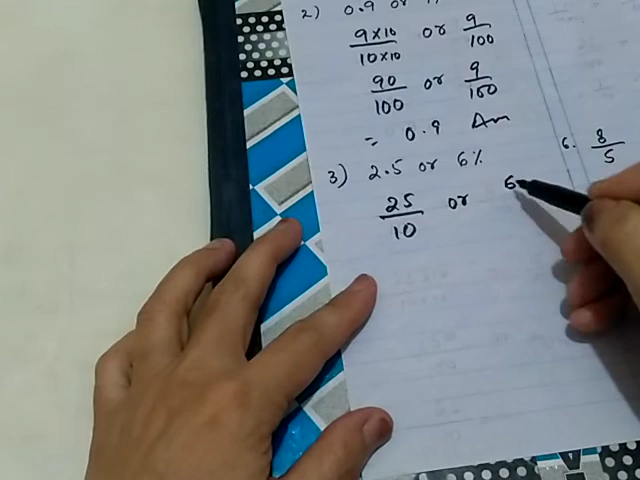 2) 0.9 or
9×10/10×10 or 9/100
90/100 or 9/100
= 0.9 Ans
3) 2.5 or 6%
25/10 or 6
6. 8/5